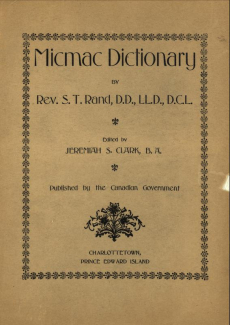 Micmac Dictionary
BY
Rev. S. T. Rand, D.D., LL.D., D.C.L.
Edited by
JEREMIAH S. CLARK, B. A.
Published by the Canadian Government
CHARLOTTETOWN,
PRINCE EDWARD ISLAND